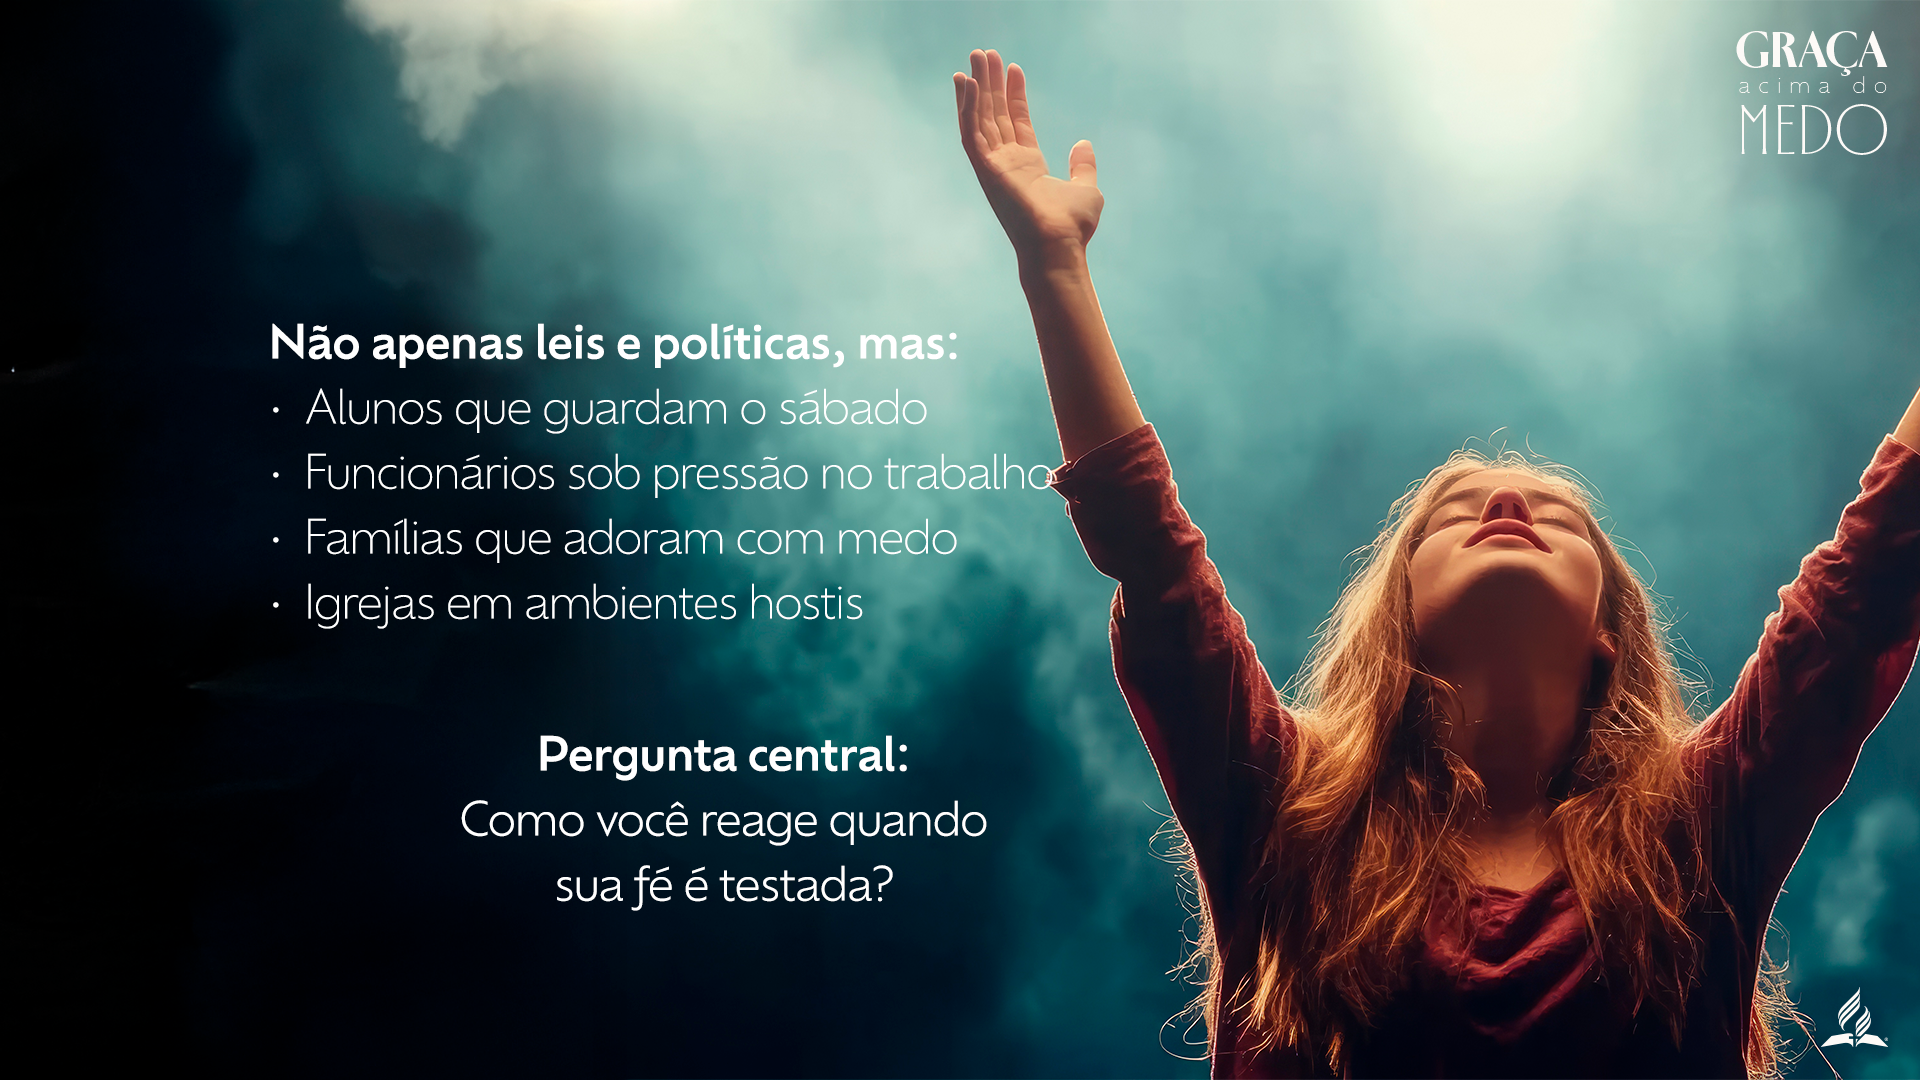 GRAÇA
acima do
MEDO
Não apenas leis e políticas, mas:
• Alunos que guardam o sábado
• Funcionários sob pressão no trabalho
• Famílias que adoram com medo
• Igrejas em ambientes hostis
Pergunta central:
Como você reage quando
sua fé é testada?